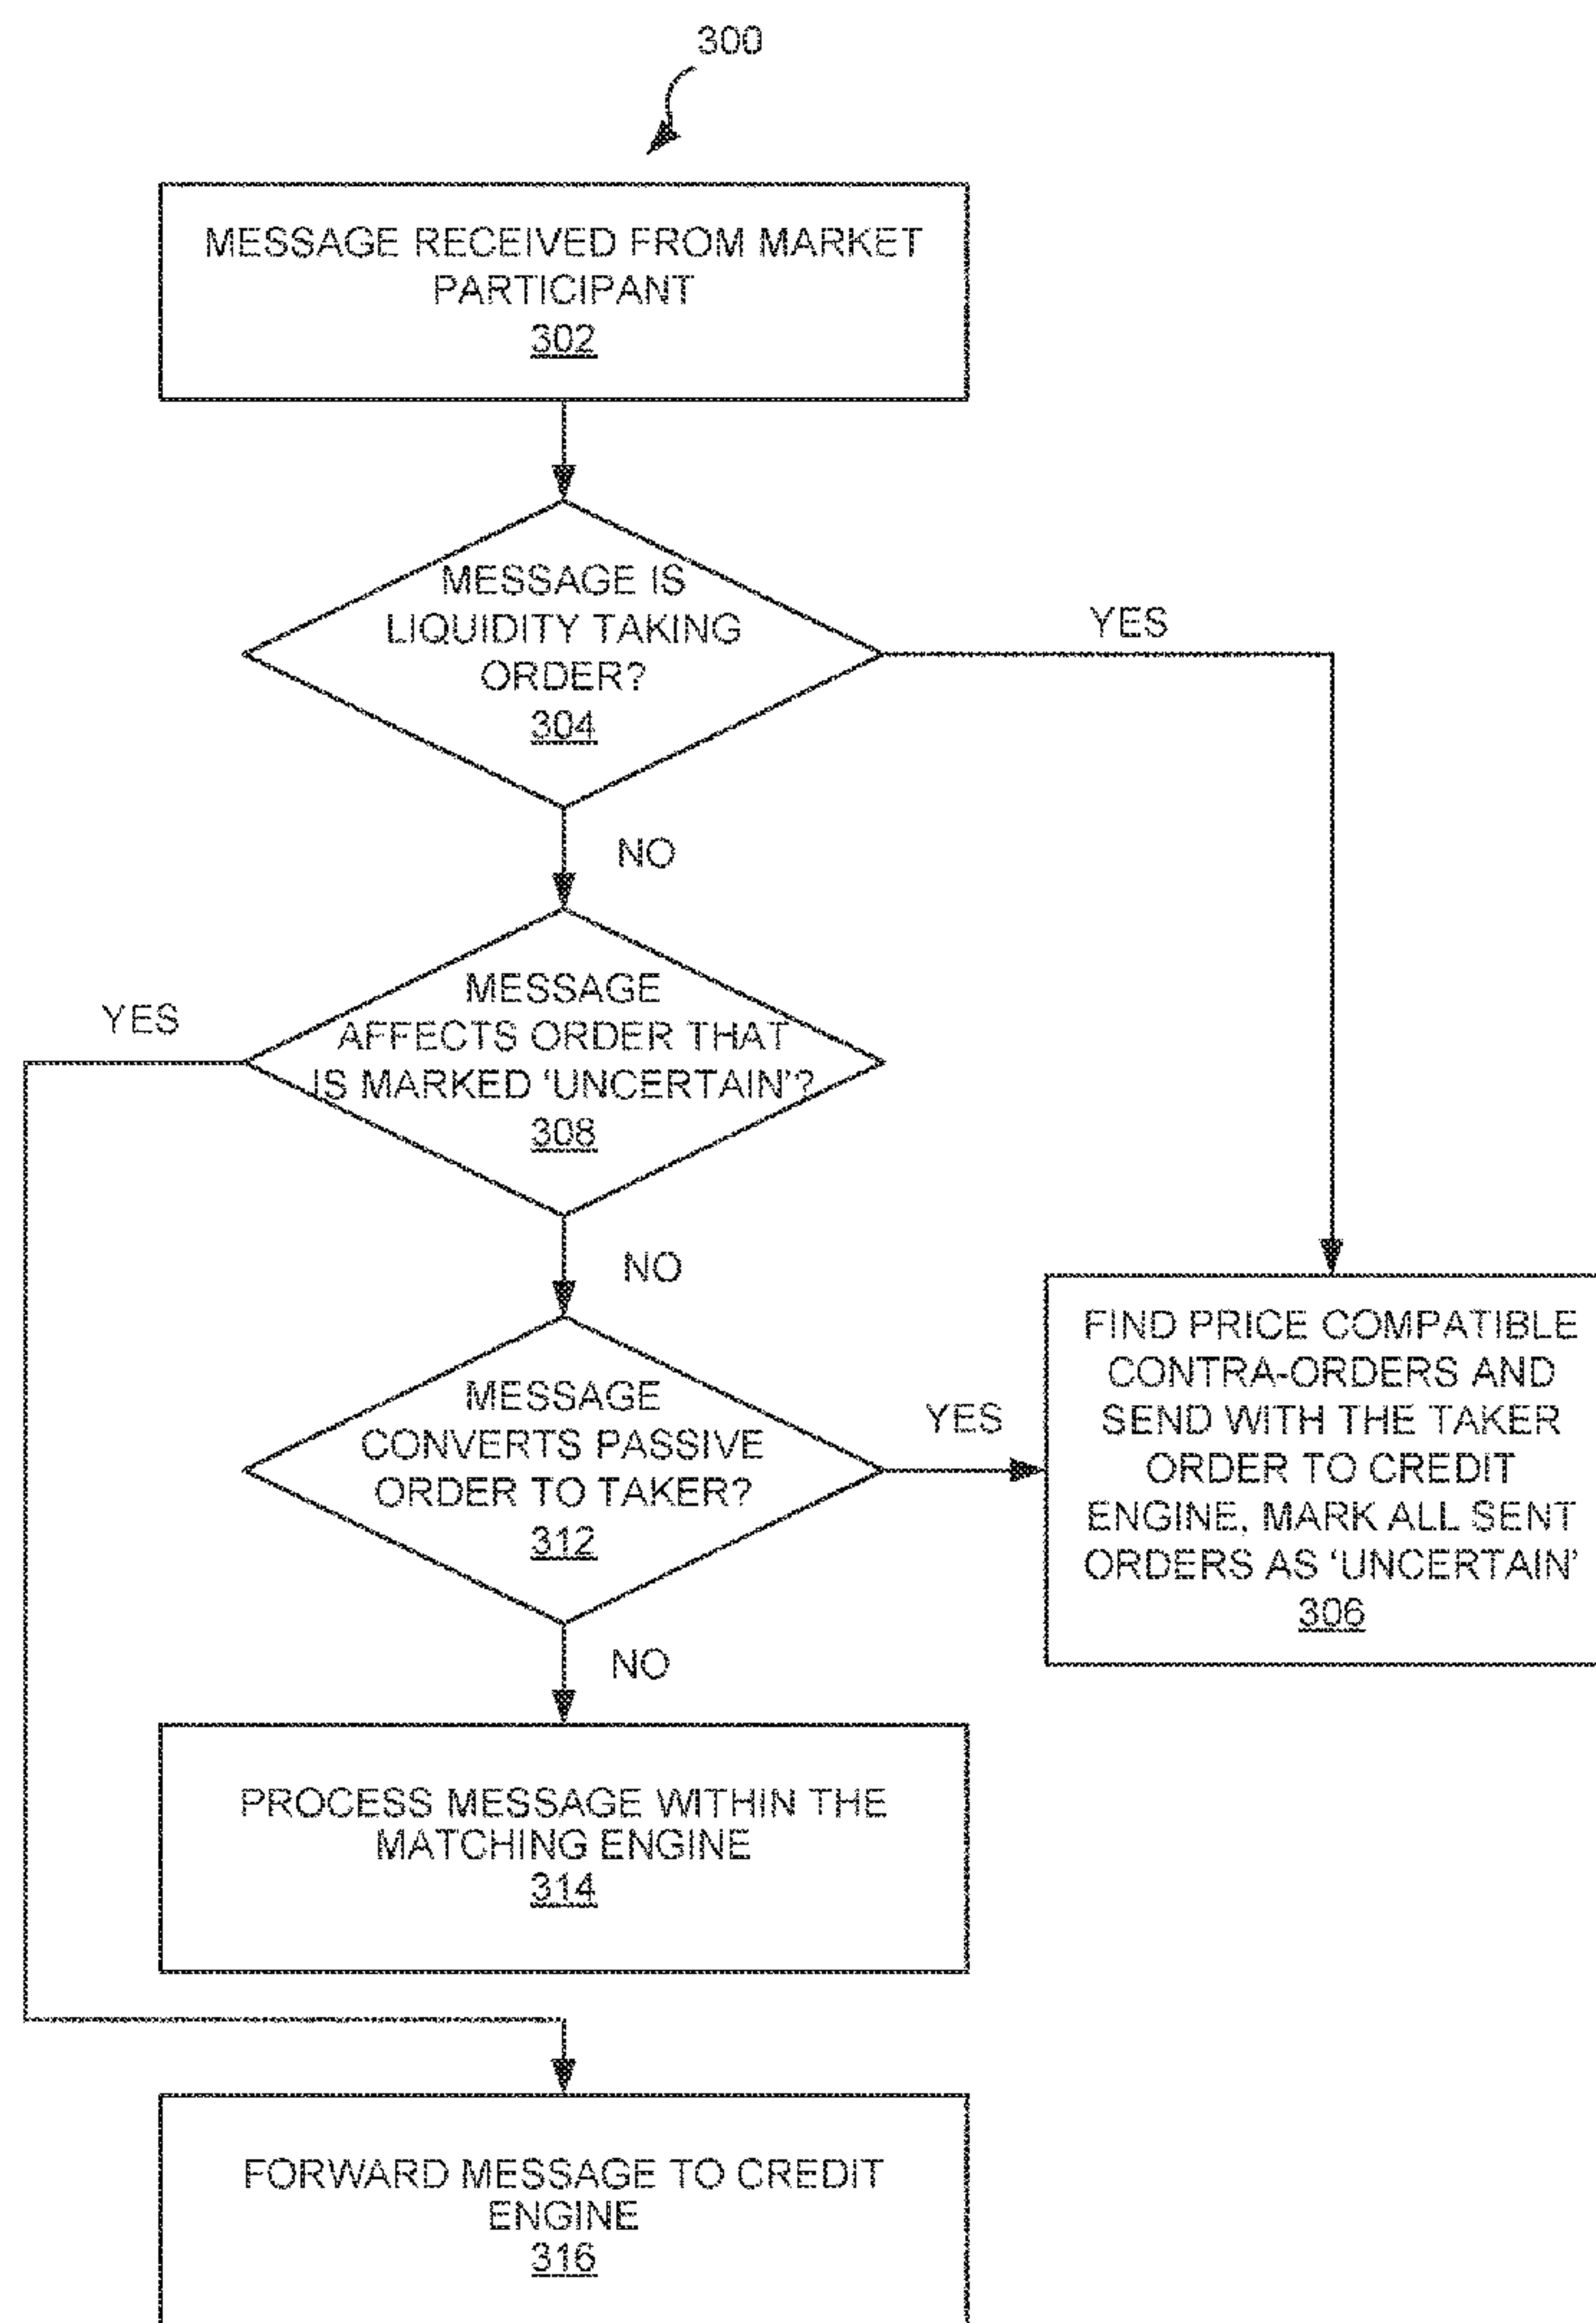 300
MESSAGE RECEIVED FROM MARKET
PARTICIPANT
302
MESSAGE IS
LIQUIDITY TAKING
ORDER?
304
YES
NO
MESSAGE
AFFECTS ORDER THAT
IS MARKED ‘UNCERTAIN’?
308
YES
NO
MESSAGE
CONVERTS PASSIVE
ORDER TO TAKER?
312
YES
FIND PRICE COMPATIBLE
CONTRA-ORDERS AND
SEND WITH THE TAKER
ORDER TO CREDIT
ENGINE, MARK ALL SENT
ORDERS AS ‘UNCERTAIN’
306
NO
PROCESS MESSAGE WITHIN THE
MATCHING ENGINE
314
FORWARD MESSAGE TO CREDIT
ENGINE
316